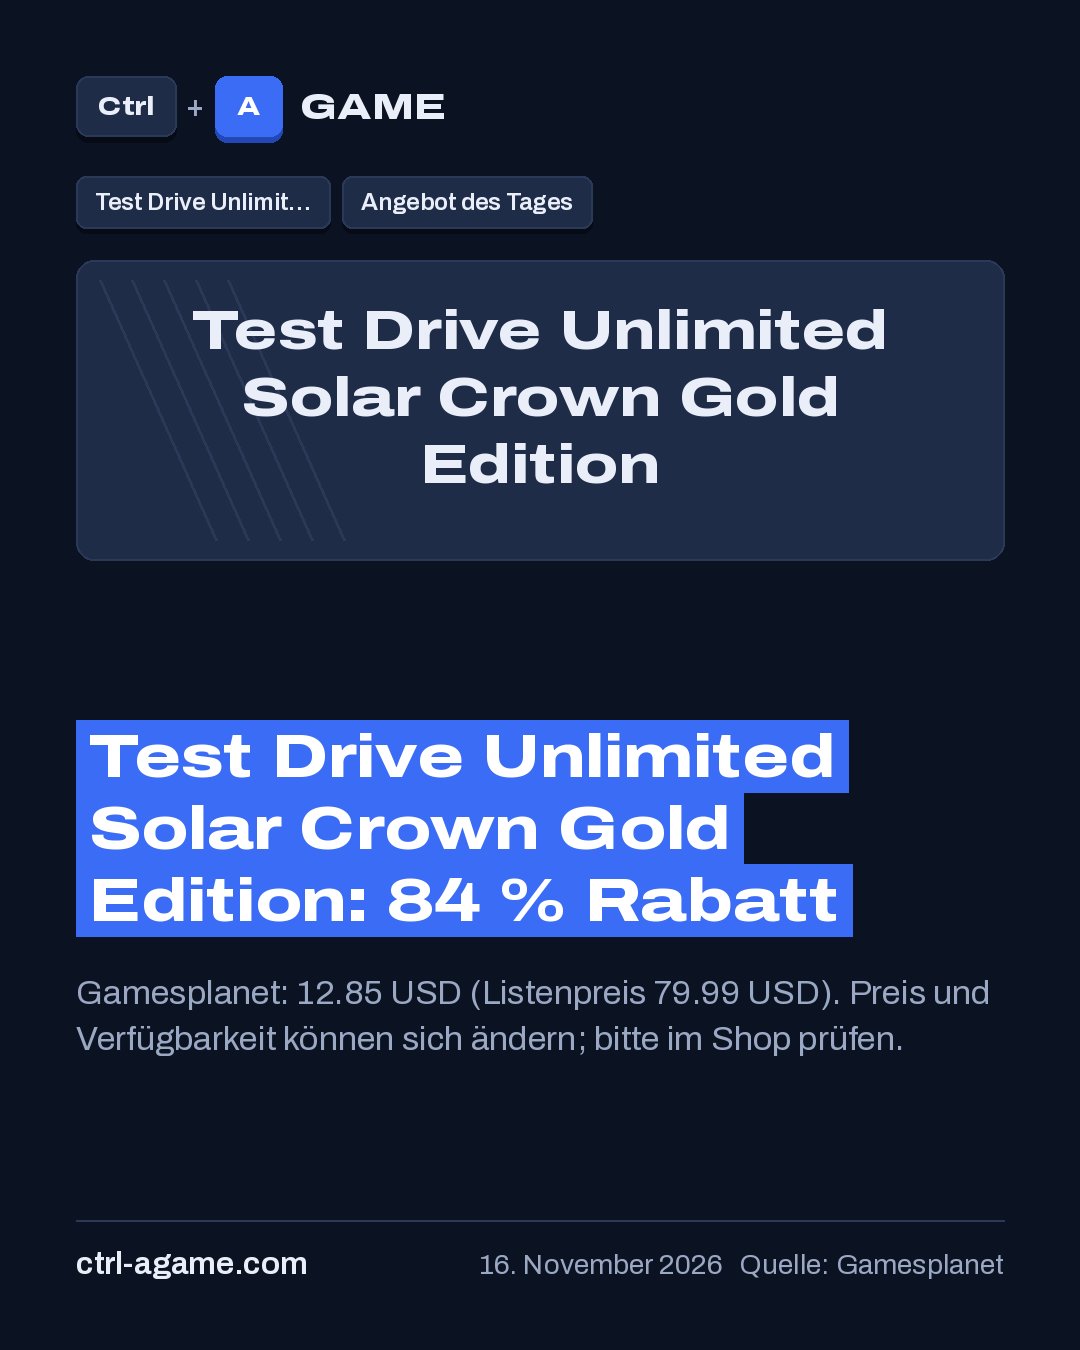 Ctrl + A GAME
Test Drive Unlimit... Angebot des Tages
Test Drive Unlimited
Solar Crown Gold
Edition
Test Drive Unlimited
Solar Crown Gold
Edition: 84 % Rabatt
Gamesplanet: 12.85 USD (Listenpreis 79.99 USD). Preis und
Verfügbarkeit können sich ändern; bitte im Shop prüfen.
ctrl-agame.com 16. November 2026 Quelle: Gamesplanet